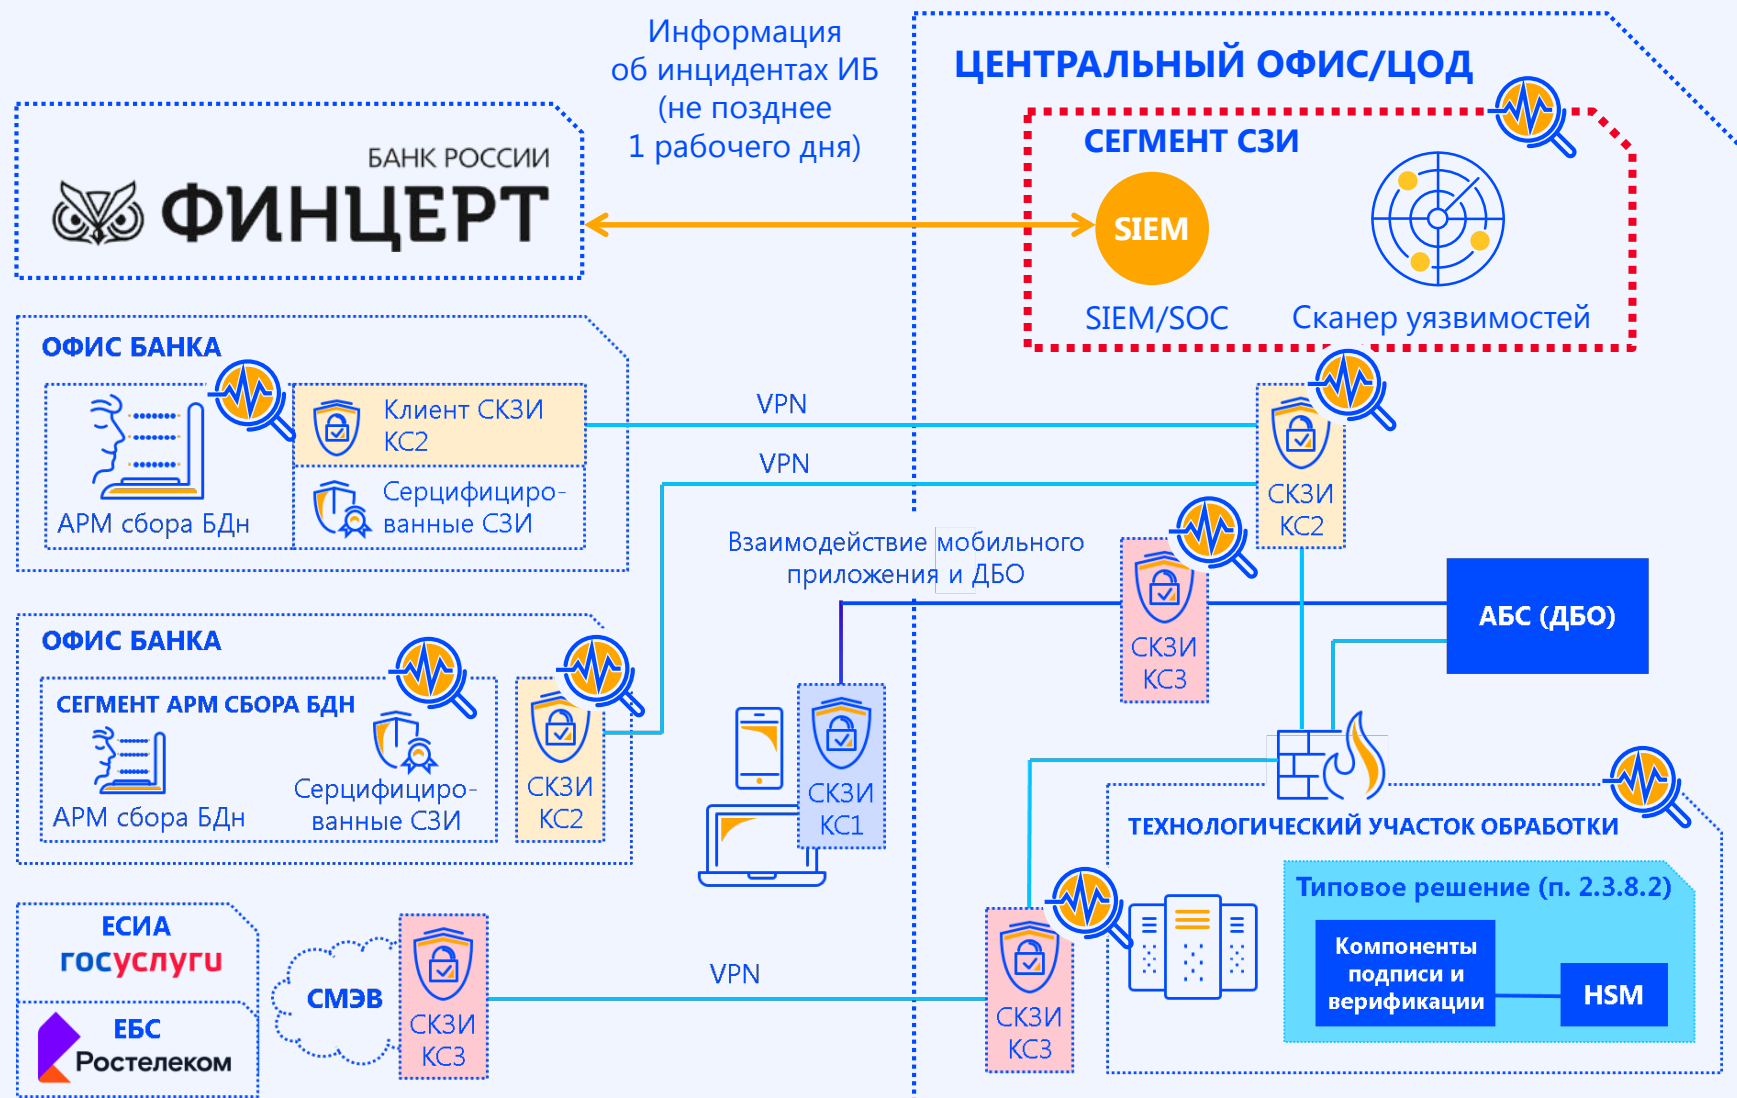 Информация
об инцидентах ИБ
(не позднее
1 рабочего дня)
ЦЕНТРАЛЬНЫЙ ОФИС/ЦОД
БАНК РОССИИ
ФИНЦЕРТ
СЕГМЕНТ СЗИ
SIEM
SIEM/SOC
Сканер уязвимостей
ОФИС БАНКА
АРМ сбора БДн
Клиент СКЗИ
КС2
Серцифициро-
ванные СЗИ
VPN
VPN
СКЗИ
КС2
Взаимодействие мобильного
приложения и ДБО
СКЗИ
КС3
АБС (ДБО)
ОФИС БАНКА
СЕГМЕНТ АРМ СБОРА БДН
АРМ сбора БДн
Серцифициро-
ванные СЗИ
СКЗИ
КС2
СКЗИ
КС1
ТЕХНОЛОГИЧЕСКИЙ УЧАСТОК ОБРАБОТКИ
Типовое решение (п. 2.3.8.2)
Компоненты
подписи и
верификации
HSM
ЕСИА
госуслуги
ЕБС
Ростелеком
СМЭВ
СКЗИ
КС3
VPN
СКЗИ
КС3